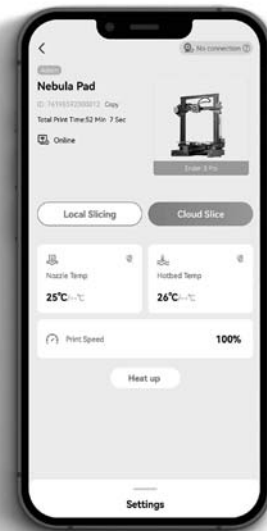 No connection
Nebula Pad
Copy
Total Print Time:52 Min 7 Sec
Online
Ender-3 Pro
Local Slicing
Cloud Slice
Nozzle Temp
Hotbed Temp
25°C/--°C
26°C/--°C
Print Speed
100%
Heat up
Settings